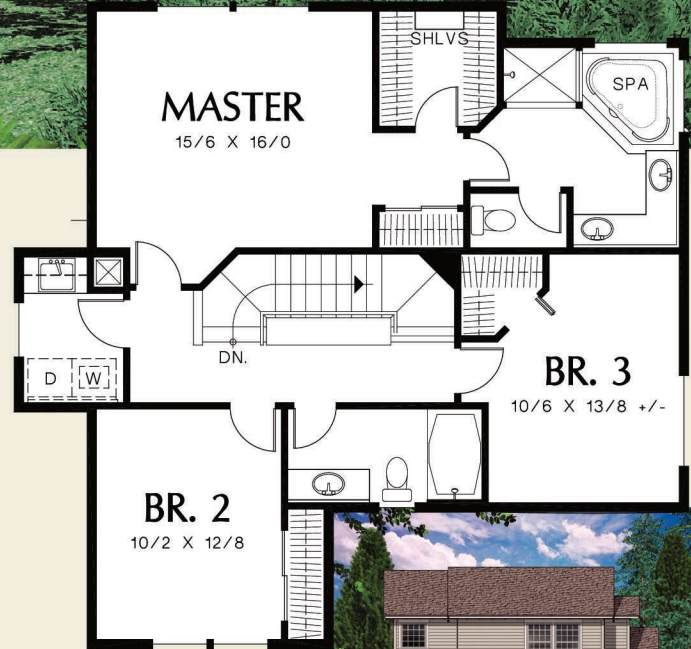 SHLVS
SPA
MASTER
15/6 X 16/0
DN.
D
W
BR. 3
10/6 X 13/8 +/-
BR. 2
10/2 X 12/8